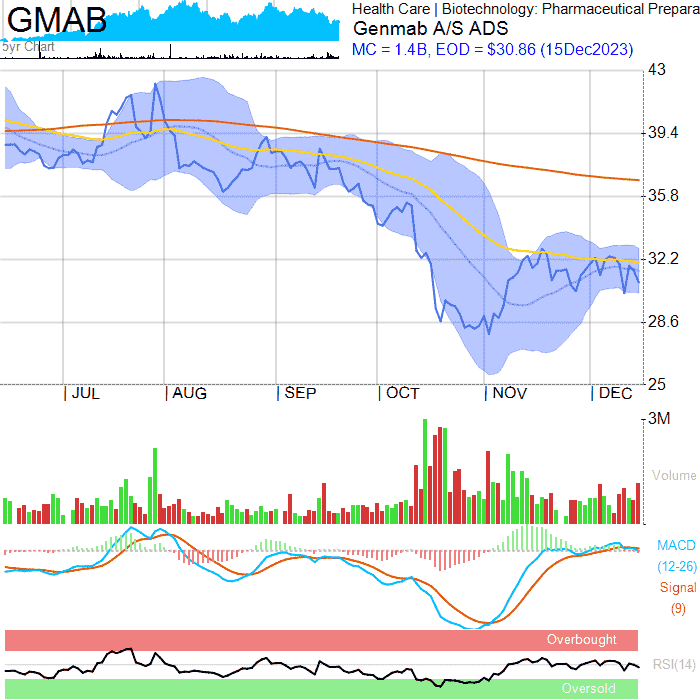 GMAB
5yr Chart
Health Care | Biotechnology: Pharmaceutical Prepara
Genmab A/S ADS
MC = 1.4B, EOD = $30.86 (15Dec2023)
43
39.4
35.8
32.2
28.6
25
| JUL | AUG | SEP | OCT | NOV | DEC
3M
Volume
MACD
(12-26)
Signal
(9)
Overbought
RSI(14)
Oversold